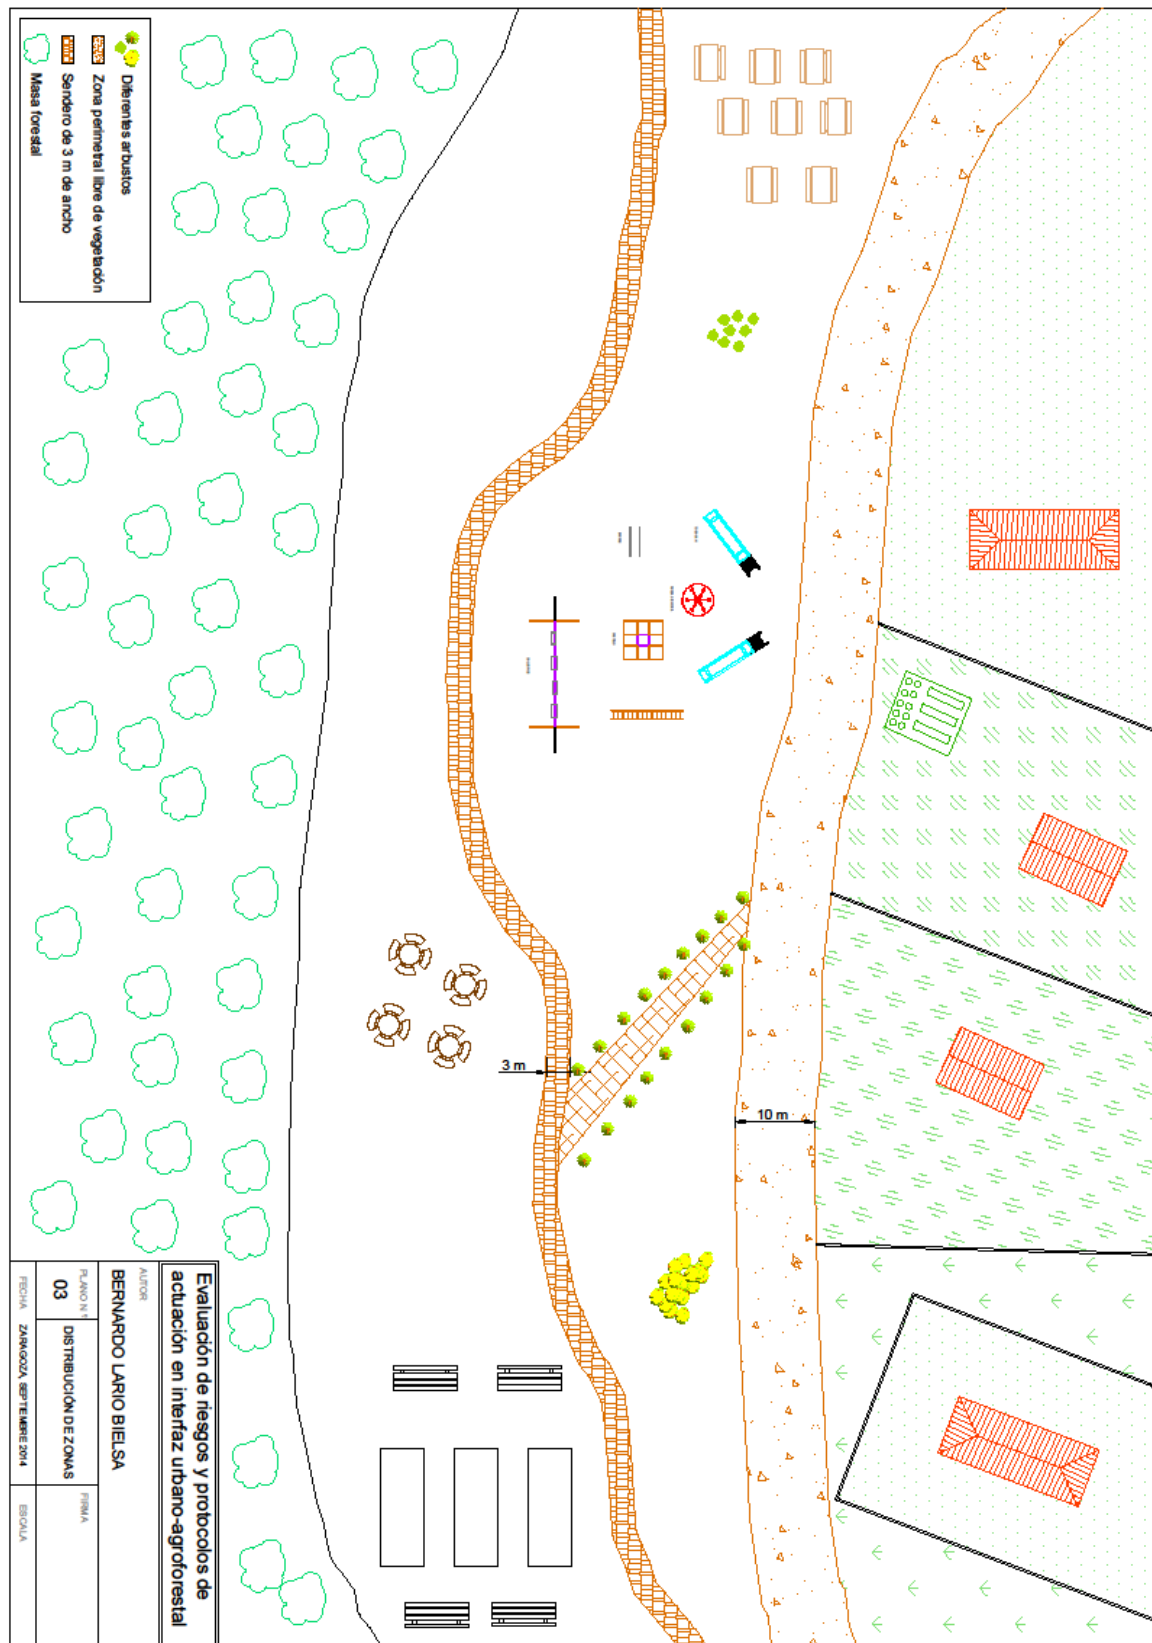 Diferentes arbustos
Zona perimetral libre de vegetación
Sendero de 3 m de ancho
Masa forestal
3 m
10 m
Evaluación de riesgos y protocolos de
actuación en interfaz urbano-agroforestal
AUTOR
BERNARDO LARIO BIELSA
PLANO N.º
03
DISTRIBUCIÓN DE ZONAS
FIRMA
FECHA
ZARAGOZA, SEPTIEMBRE 2014
ESCALA